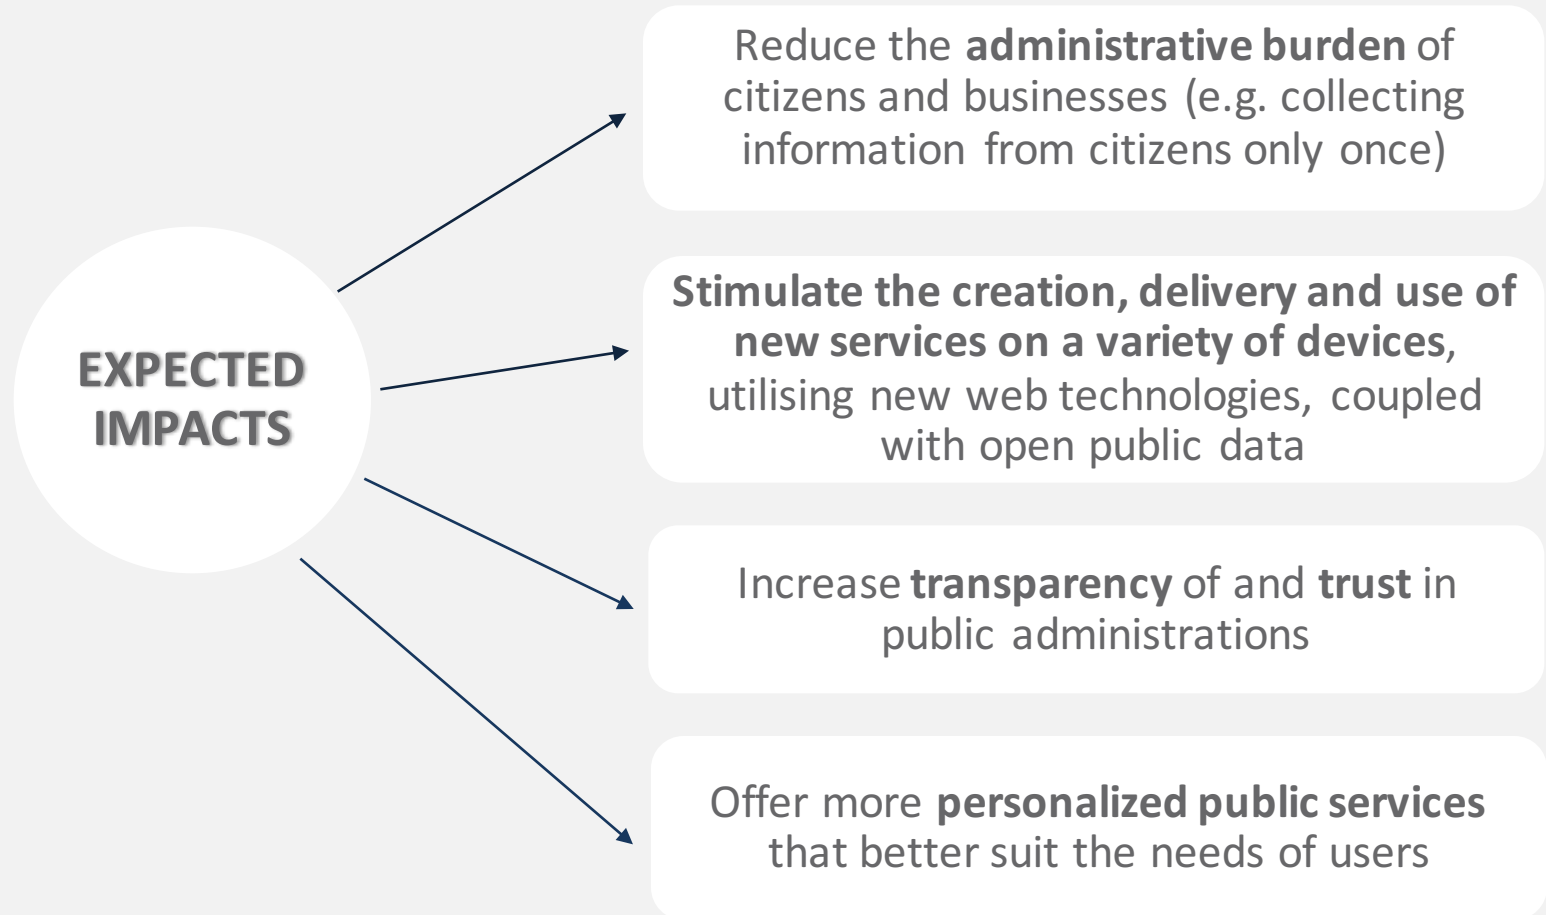 EXPECTED
IMPACTS
Reduce the administrative burden of
citizens and businesses (e.g. collecting
information from citizens only once)
Stimulate the creation, delivery and use of
new services on a variety of devices,
utilising new web technologies, coupled
with open public data
Increase transparency of and trust in
public administrations
Offer more personalized public services
that better suit the needs of users